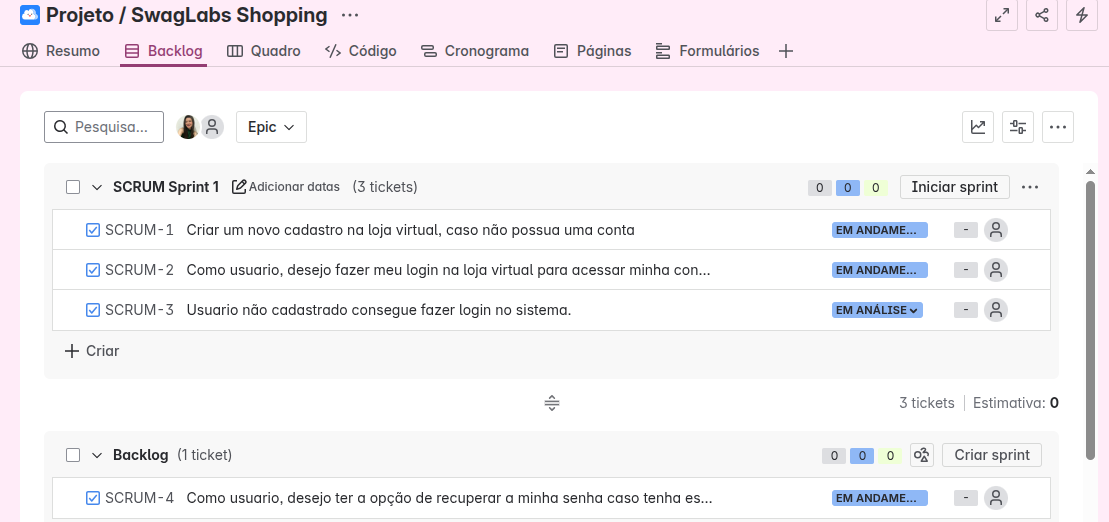 Projeto / SwagLabs Shopping ...
Resumo Backlog Quadro Código Cronograma Páginas Formulários
Pesquisa... Epic
SCRUM Sprint 1 Adicionar datas (3 tickets) 0 0 0 Iniciar sprint ...
SCRUM-1 Criar um novo cadastro na loja virtual, caso não possua uma conta EM ANDAME... -
SCRUM-2 Como usuario, desejo fazer meu login na loja virtual para acessar minha con... EM ANDAME... -
SCRUM-3 Usuario não cadastrado consegue fazer login no sistema. EM ANÁLISE -
Criar
3 tickets Estimativa: 0
Backlog (1 ticket) 0 0 0 Criar sprint
SCRUM-4 Como usuario, desejo ter a opção de recuperar a minha senha caso tenha es... EM ANDAME... -